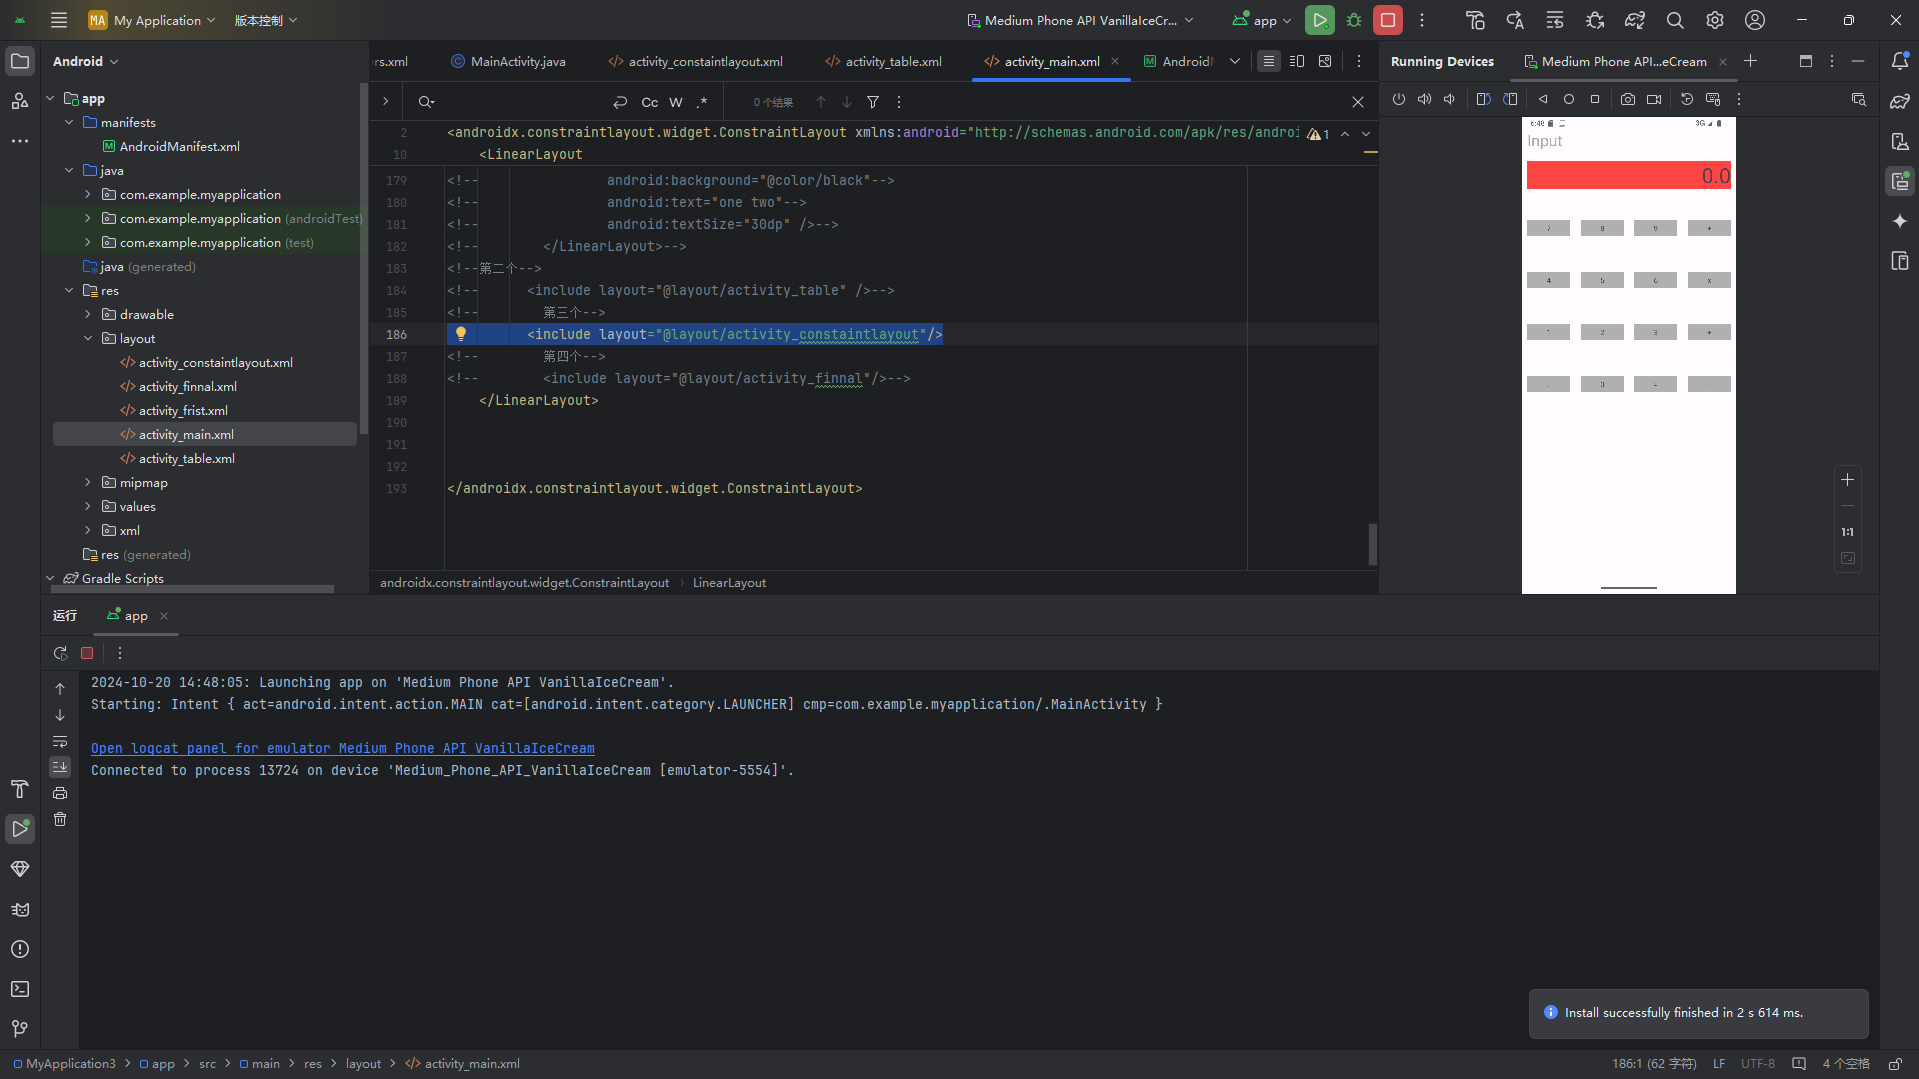 MA My Application 版本控制 Medium Phone API VanillaIceCr... app
Android
rs.xml MainActivity.java activity_constaintlayout.xml activity_table.xml activity_main.xml Android
Running Devices Medium Phone API...eCream
app
manifests
AndroidManifest.xml
java
com.example.myapplication
com.example.myapplication (androidTest)
com.example.myapplication (test)
java (generated)
res
drawable
layout
activity_constaintlayout.xml
activity_finnal.xml
activity_frist.xml
activity_main.xml
activity_table.xml
mipmap
values
xml
res (generated)
Gradle Scripts
Cc W .* 0 个结果
2 <androidx.constraintlayout.widget.ConstraintLayout xmlns:android="http://schemas.android.com/apk/res/androi
1
10 <LinearLayout
179 <!-- android:background="@color/black"-->
180 <!-- android:text="one two"-->
181 <!-- android:textSize="30dp" />-->
182 <!-- </LinearLayout>-->
183 <!--第二个-->
184 <!-- <include layout="@layout/activity_table" />-->
185 <!-- 第三个-->
186 <include layout="@layout/activity_constaintlayout"/>
187 <!-- 第四个-->
188 <!-- <include layout="@layout/activity_finnal"/>-->
189 </LinearLayout>
190
191
192
193 </androidx.constraintlayout.widget.ConstraintLayout>
androidx.constraintlayout.widget.ConstraintLayout LinearLayout
6:48 3G
Input
0.0
7 8 9
4 5 6
1 2 3
1:1
运行 app
2024-10-20 14:48:05: Launching app on 'Medium Phone API VanillaIceCream'.
Starting: Intent { act=android.intent.action.MAIN cat=[android.intent.category.LAUNCHER] cmp=com.example.myapplication/.MainActivity }
Open logcat panel for emulator Medium Phone API VanillaIceCream
Connected to process 13724 on device 'Medium_Phone_API_VanillaIceCream [emulator-5554]'.
Install successfully finished in 2 s 614 ms.
MyApplication3 > app > src > main > res > layout > activity_main.xml
186:1 (62 字符) LF UTF-8 4 个空格